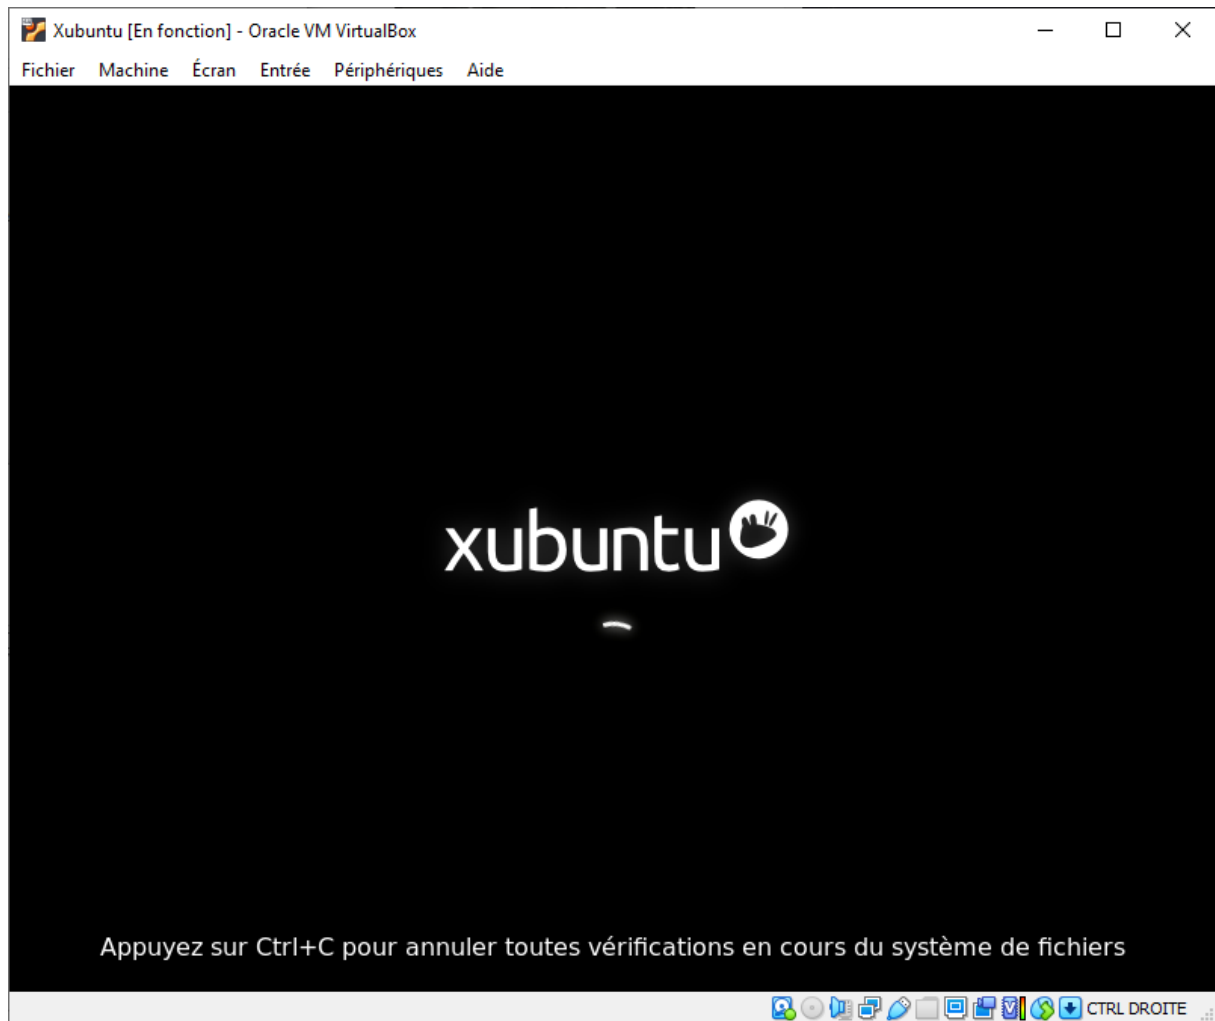 Xubuntu [En fonction] - Oracle VM VirtualBox
Fichier Machine Écran Entrée Périphériques Aide
xubuntu
Appuyez sur Ctrl+C pour annuler toutes vérifications en cours du système de fichiers
CTRL DROITE